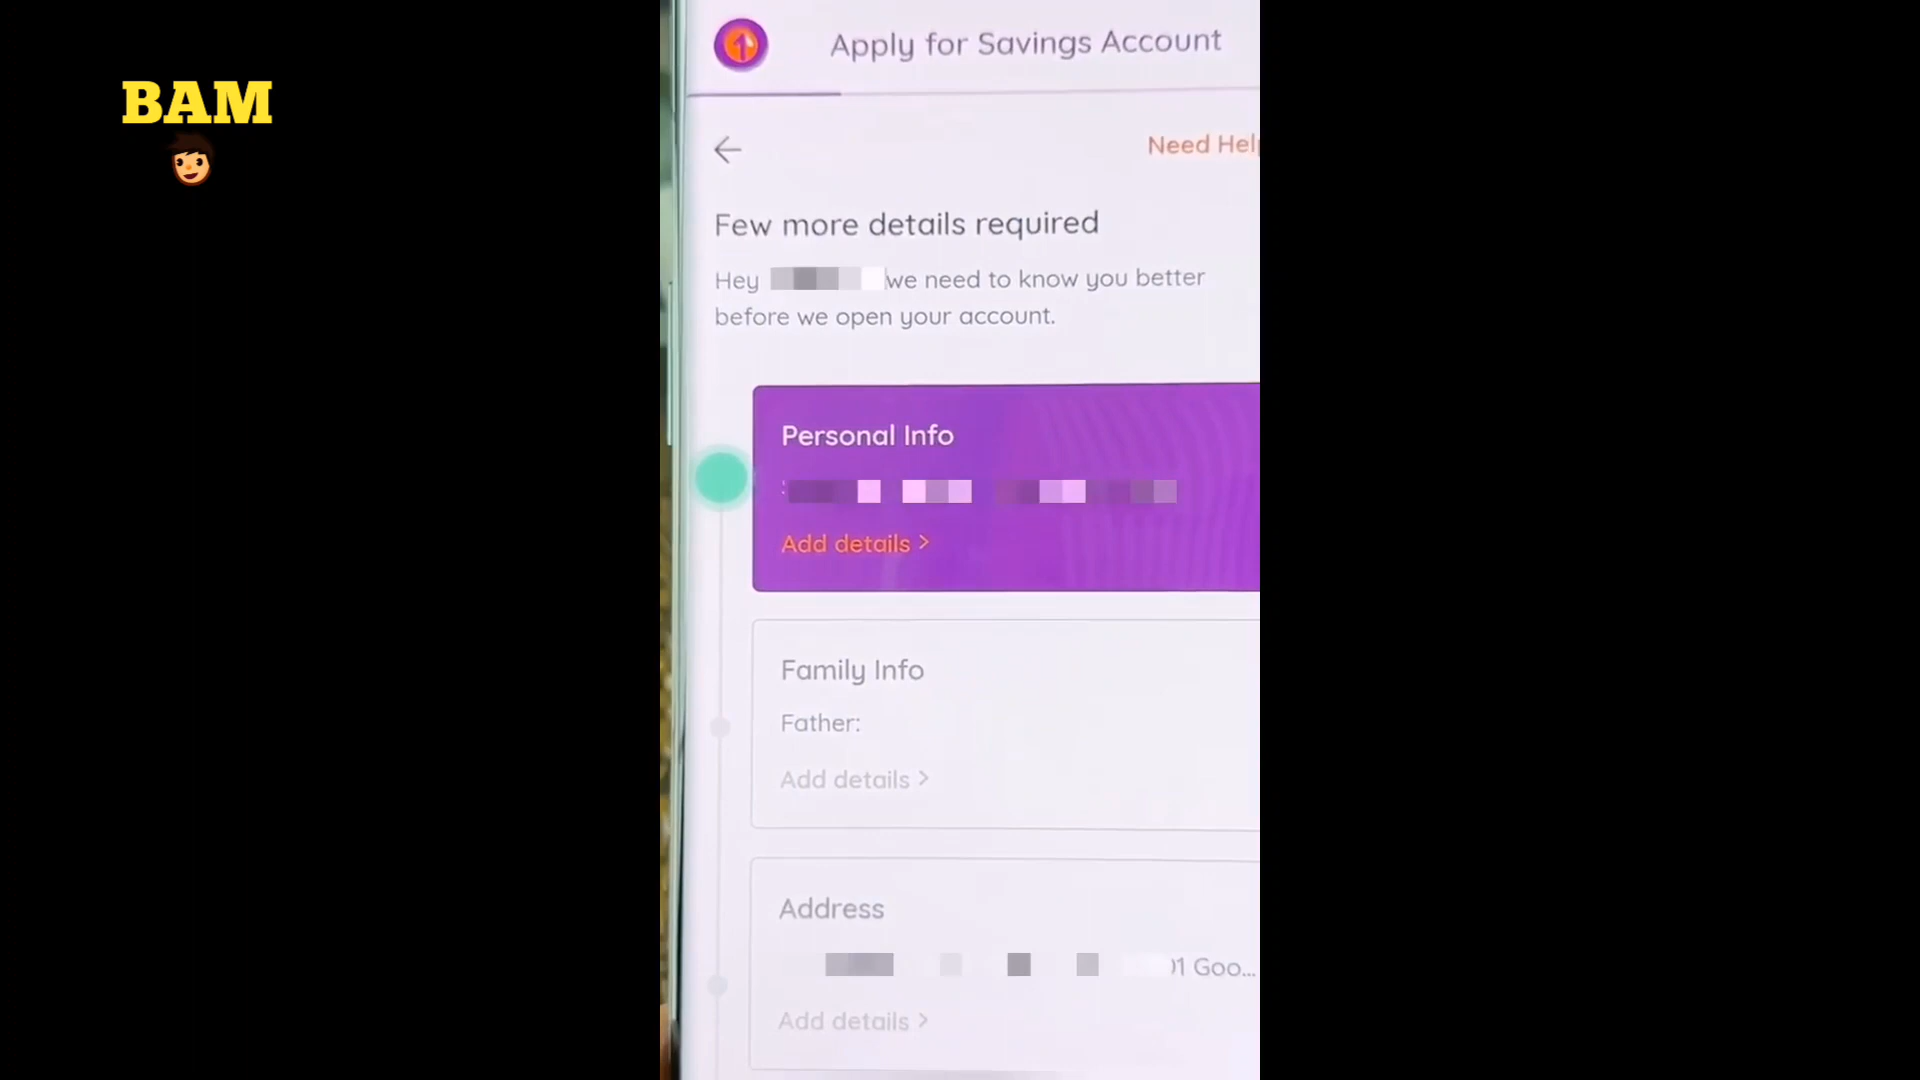 BAM
Apply for Savings Account
Need Hel
Few more details required
Hey we need to know you better
before we open your account.
Personal Info
Add details >
Family Info
Father:
Add details >
Address
01 Goo...
Add details >